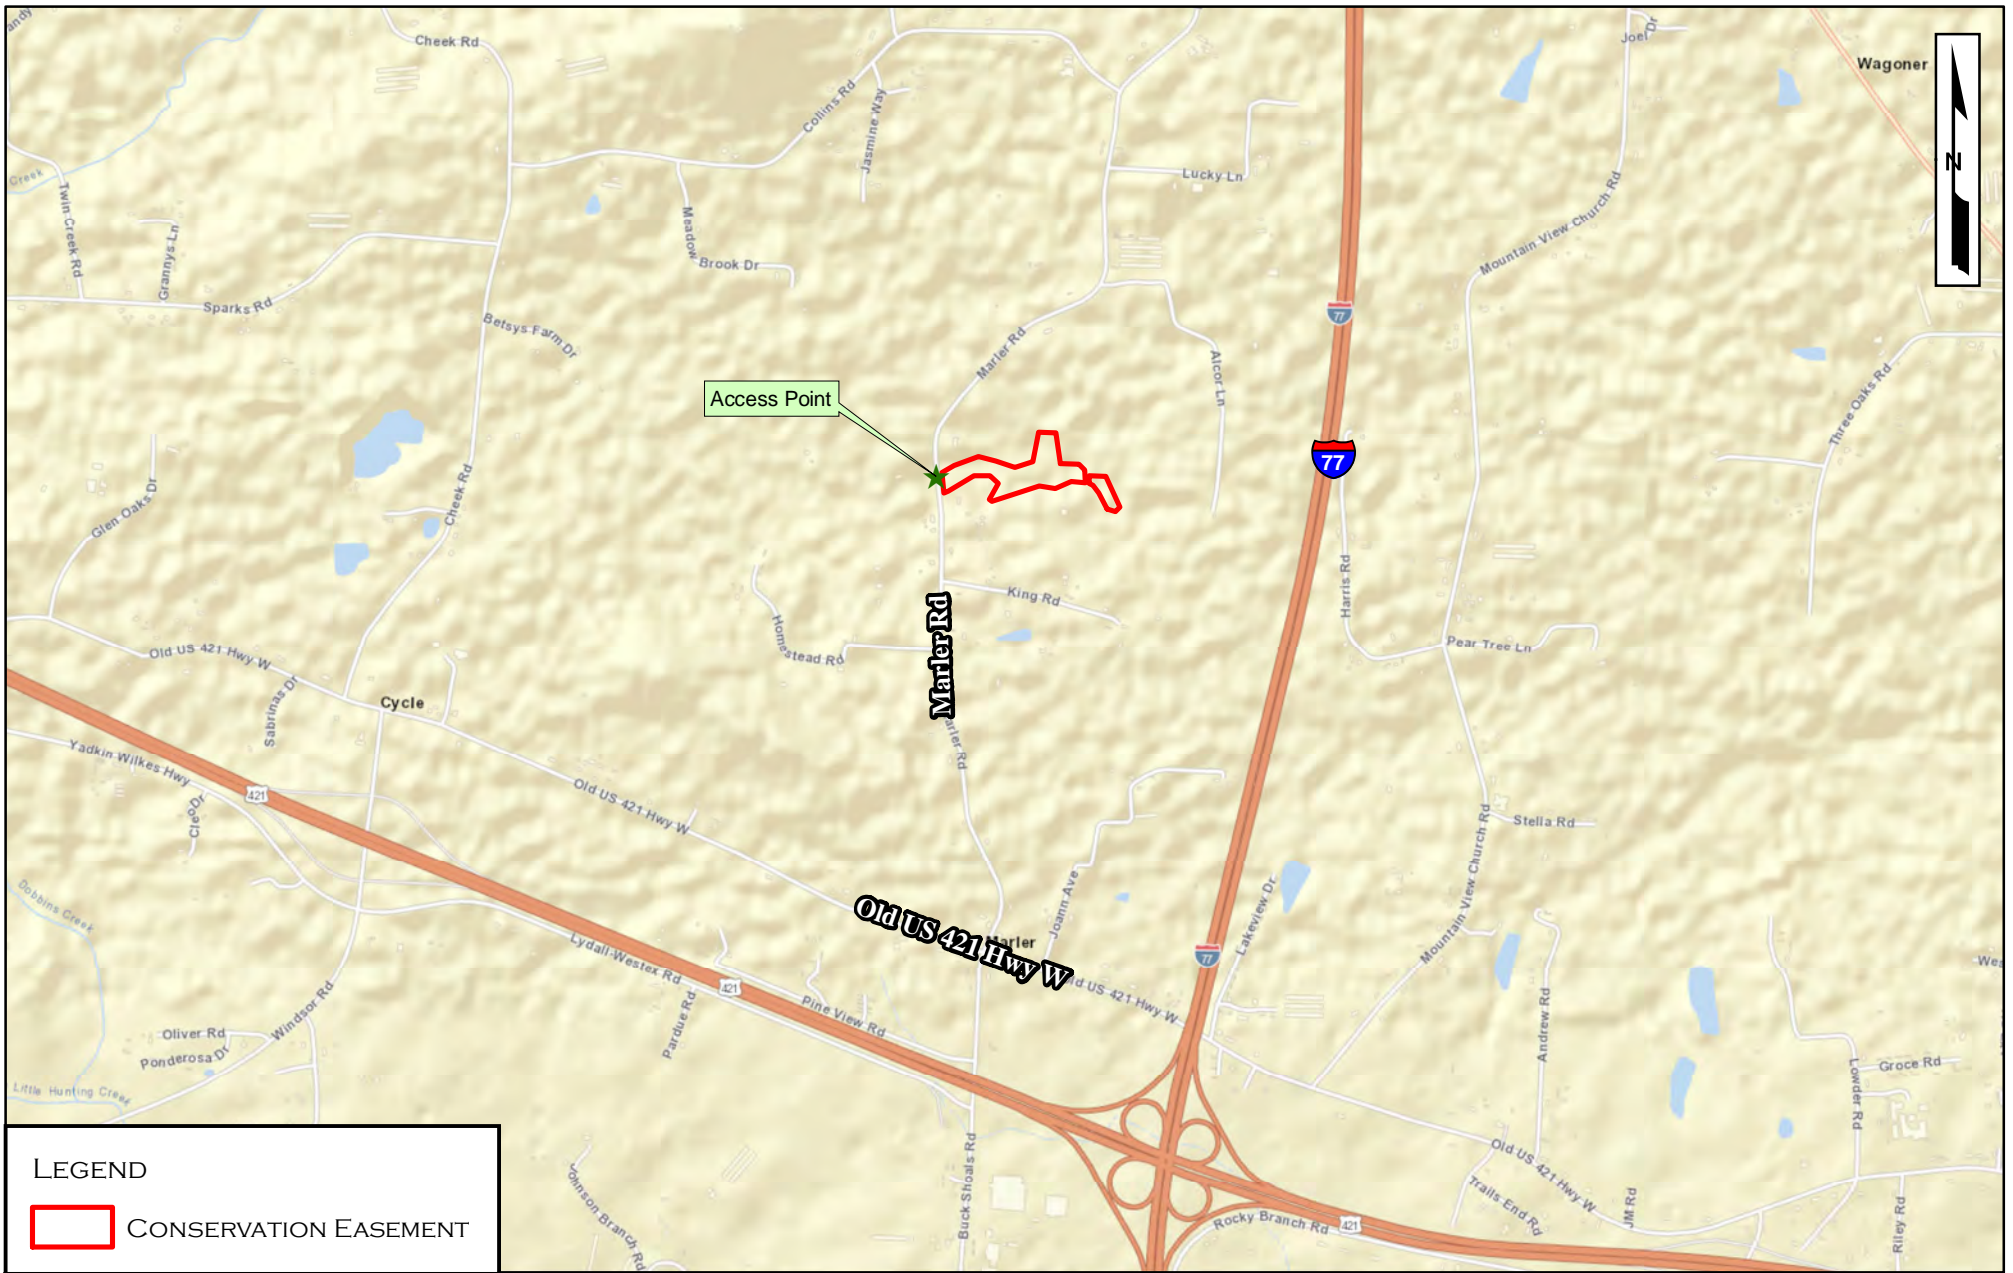 Cheek Rd
Joel Dr
Wagoner
Collins Rd
Jasmine Way
N
Creek
Twin Creek Rd
Grannys Ln
Lucky Ln
Meadow Brook Dr
Mountain View Church Rd
Sparks Rd
Betsys Farm Dr
77
Marler Rd
Alcor Ln
Access Point
Three Oaks Rd
77
Cheek Rd
Glen Oaks Dr
Harris Rd
King Rd
Marler Rd
Homestead Rd
Pear Tree Ln
Old US 421 Hwy W
Sabrinas Dr
Cycle
arler Rd
Yadkin Wilkes Hwy
421
Cleo Dr
Old US 421 Hwy W
Stella Rd
Mountain View Church Rd
Dobbins Creek
Joann Ave
Lakeview Dr
Old US 421 Hwy W
Marler
77
Lydall-Westex Rd
421
Old US 421 Hwy W
Pine View Rd
Pardue Rd
Windsor Rd
Andrew Rd
Wes
Oliver Rd
Ponderosa Dr
Groce Rd
Lowder Rd
Little Hunting Creek
Buck Shoals Rd
Old US 421 Hwy W
Johnson Branch Rd
Trails End Rd
JM Rd
Riley Rd
Rocky Branch Rd
421
LEGEND
CONSERVATION EASEMENT